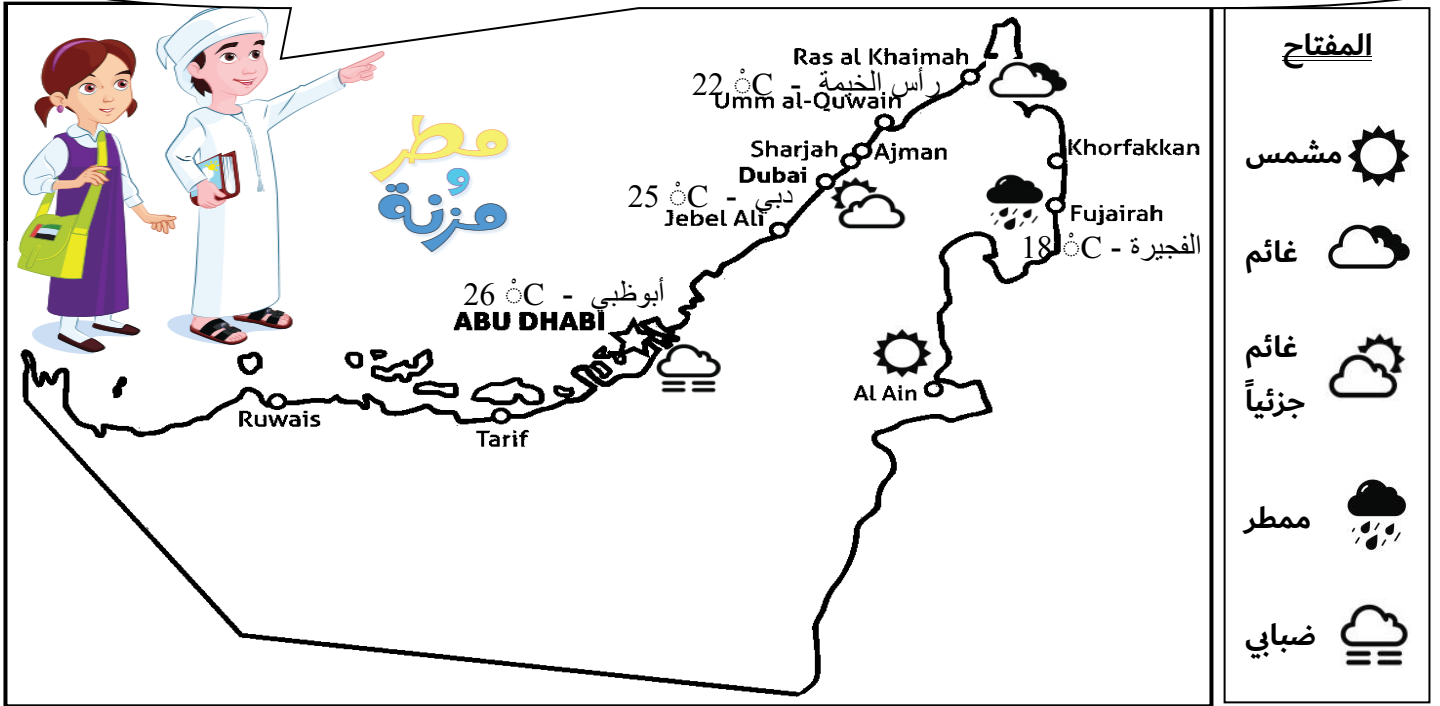 المفتاح
مشمس
غائم
غائم
جزئياً
ممطر
ضبابي
مطر
و
مزنة
Ras al Khaimah
رأس الخيمة - 22 ْC
Umm al-Quwain
Sharjah
Ajman
Khorfakkan
Dubai
دبي - 25 ْC
Jebel Ali
Fujairah
الفجيرة - 18 ْC
أبوظبي - 26 ْC
ABU DHABI
Al Ain
Ruwais
Tarif